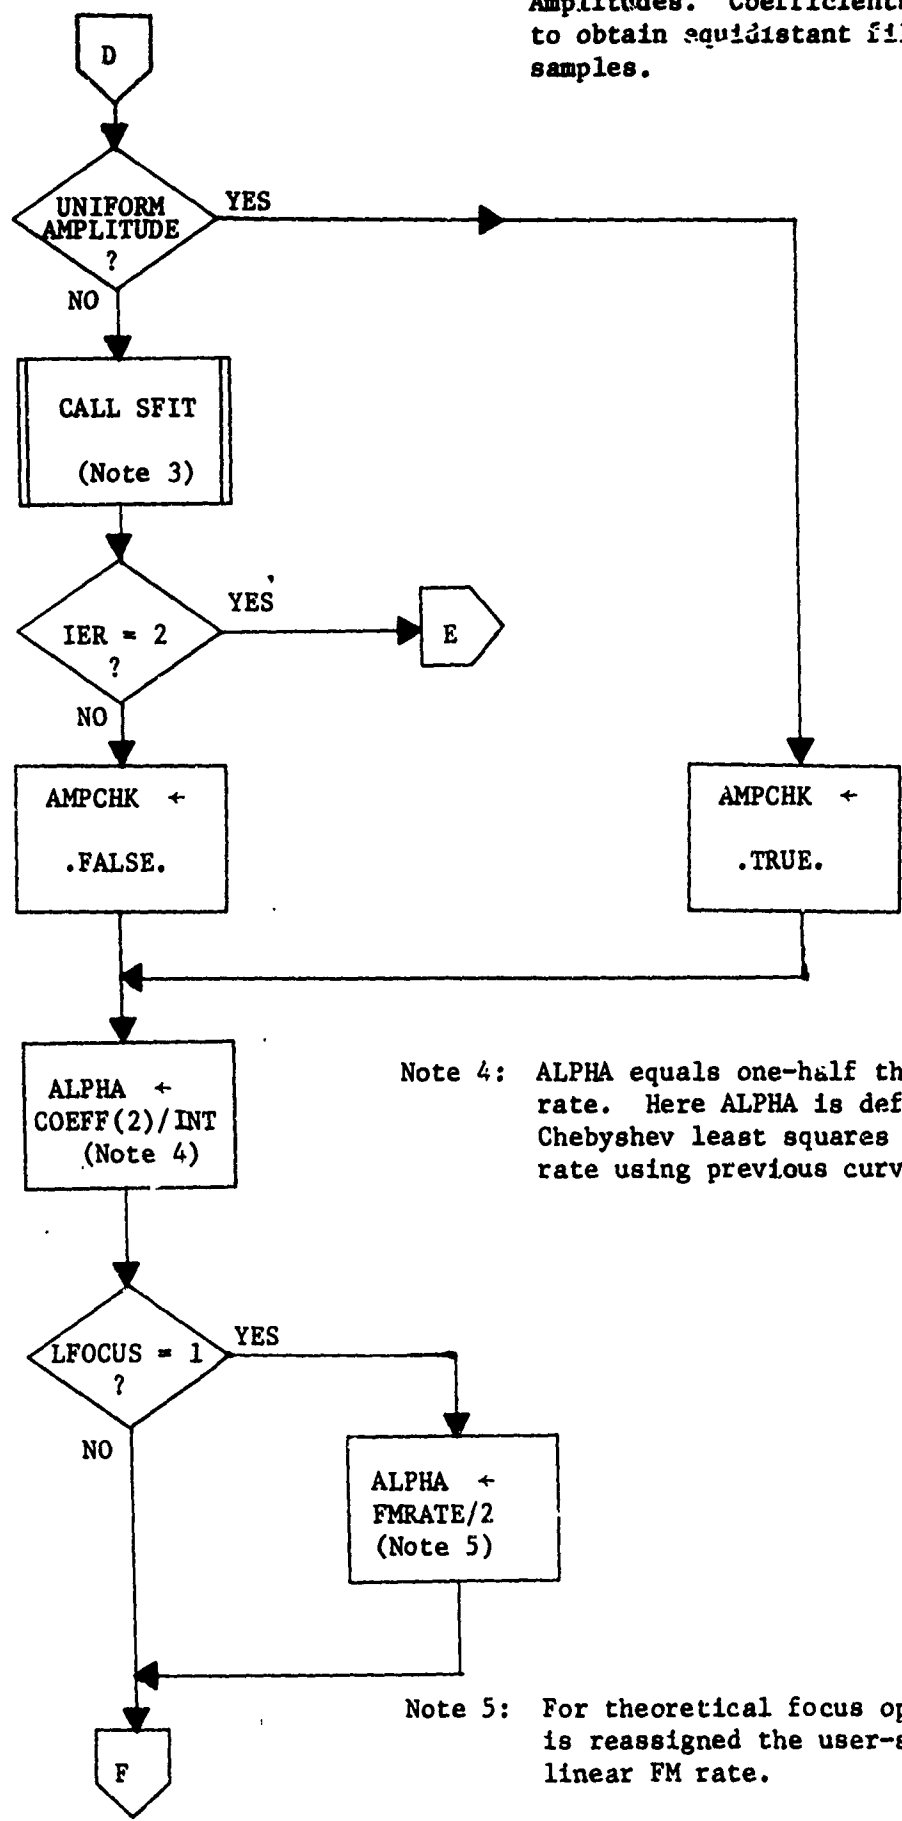 Amplitudes. Coefficients
to obtain equidistant fil
samples.
D
UNIFORM
AMPLITUDE
?
YES
NO
CALL SFIT
(Note 3)
IER = 2
?
YES
E
NO
AMPCHK ←
.FALSE.
AMPCHK ←
.TRUE.
ALPHA ←
COEFF(2)/INT
(Note 4)
Note 4: ALPHA equals one-half th
rate. Here ALPHA is def
Chebyshev least squares
rate using previous curv
LFOCUS = 1
?
YES
NO
ALPHA ←
FMRATE/2
(Note 5)
Note 5: For theoretical focus op
is reassigned the user-s
linear FM rate.
F